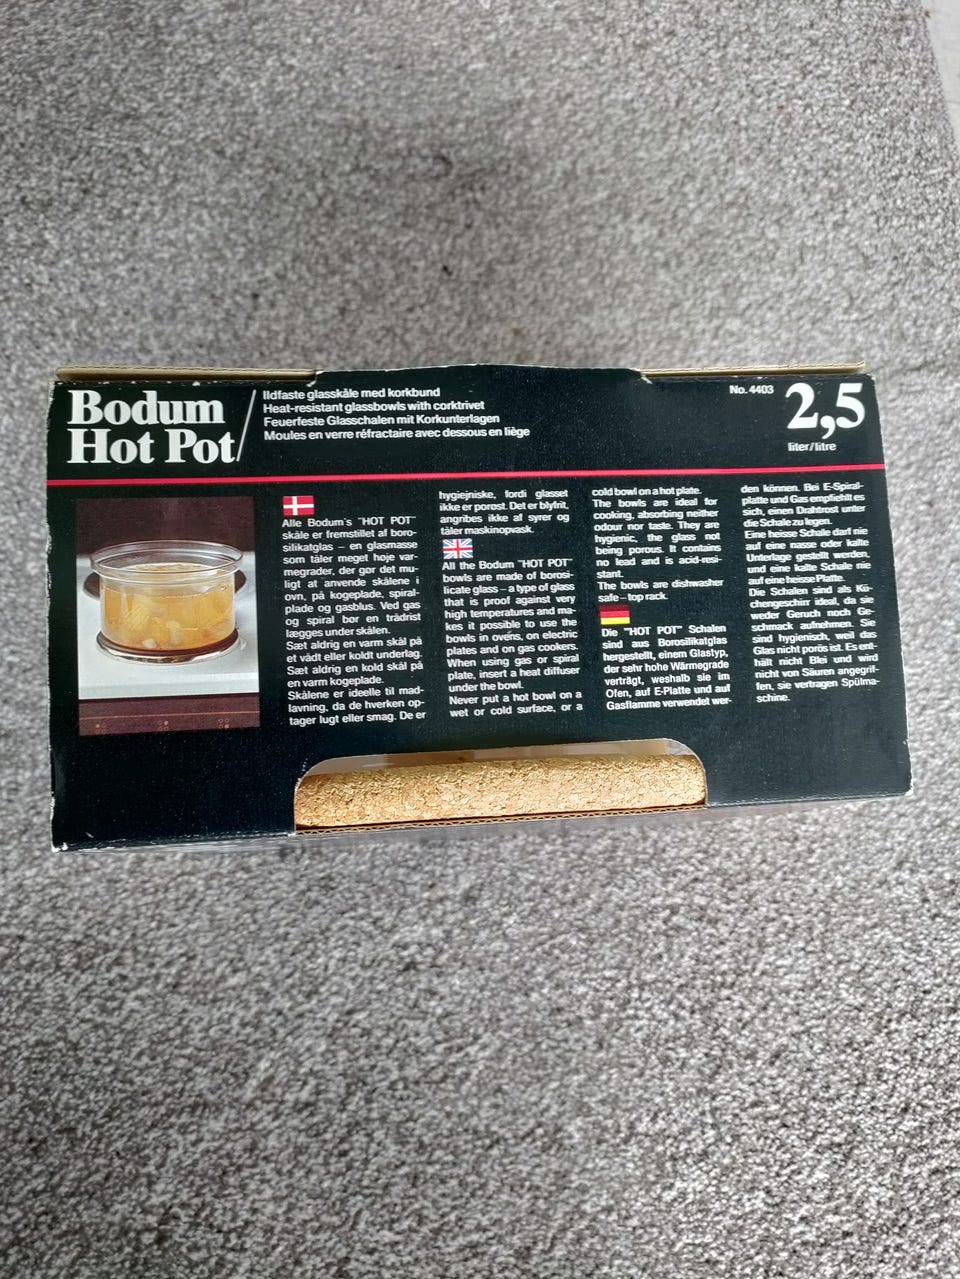 Bodum
Hot Pot/
Ildfaste glasskåle med korkbund
Heat-resistant glassbowls with corktrivet
Feuerfeste Glasschalen mit Korkunterlagen
Moules en verre réfractaire avec dessous en liège
No. 4403
2,5
liter/litre
Alle Bodum's "HOT POT"
skåle er fremstillet af boro-
silikatglas – en glasmasse
som tåler meget høje var-
megrader, der gør det mu-
ligt at anvende skålene i
ovn, på kogeplade, spiral-
plade og gasblus. Ved gas
og spiral bør en trådrist
lægges under skålen.
Sæt aldrig en varm skål på
et vådt eller koldt underlag.
Sæt aldrig en kold skål på
en varm kogeplade.
Skålene er ideelle til mad-
lavning, da de hverken op-
tager lugt eller smag. De er
hygiejniske, fordi glasset
ikke er porøst. Det er blyfrit,
angribes ikke af syrer og
tåler maskinopvask.
All the Bodum "HOT POT"
bowls are made of borosi-
licate glass – a type of glass
that is proof against very
high temperatures and ma-
kes it possible to use the
bowls in ovens, on electric
plates and on gas cookers.
When using gas or spiral
plate, insert a heat diffuser
under the bowl.
Never put a hot bowl on a
wet or cold surface, or a
cold bowl on a hot plate.
The bowls are ideal for
cooking, absorbing neither
odour nor taste. They are
hygienic, the glass not
being porous. It contains
no lead and is acid-resi-
stant.
The bowls are dishwasher
safe – top rack.
Die "HOT POT" Schalen
sind aus Borosilikatglas
hergestellt, einem Glastyp,
der sehr hohe Wärmegrade
verträgt, weshalb sie im
Ofen, auf E-Platte und auf
Gasflamme verwendet wer-
den können. Bei E-Spiral-
platte und Gas empfiehlt es
sich, einen Drahtrost unter
die Schale zu legen.
Eine heisse Schale darf nie
auf eine nasse oder kalte
Unterlage gestellt werden,
und eine kalte Schale nie
auf eine heisse Platte.
Die Schalen sind als Kü-
chengeschirr ideal, da sie
weder Geruch noch Ge-
schmack aufnehmen. Sie
sind hygienisch, weil das
Glas nicht porös ist. Es ent-
hält nicht Blei und wird
nicht von Säuren angegrif-
fen, sie vertragen Spülma-
schine.